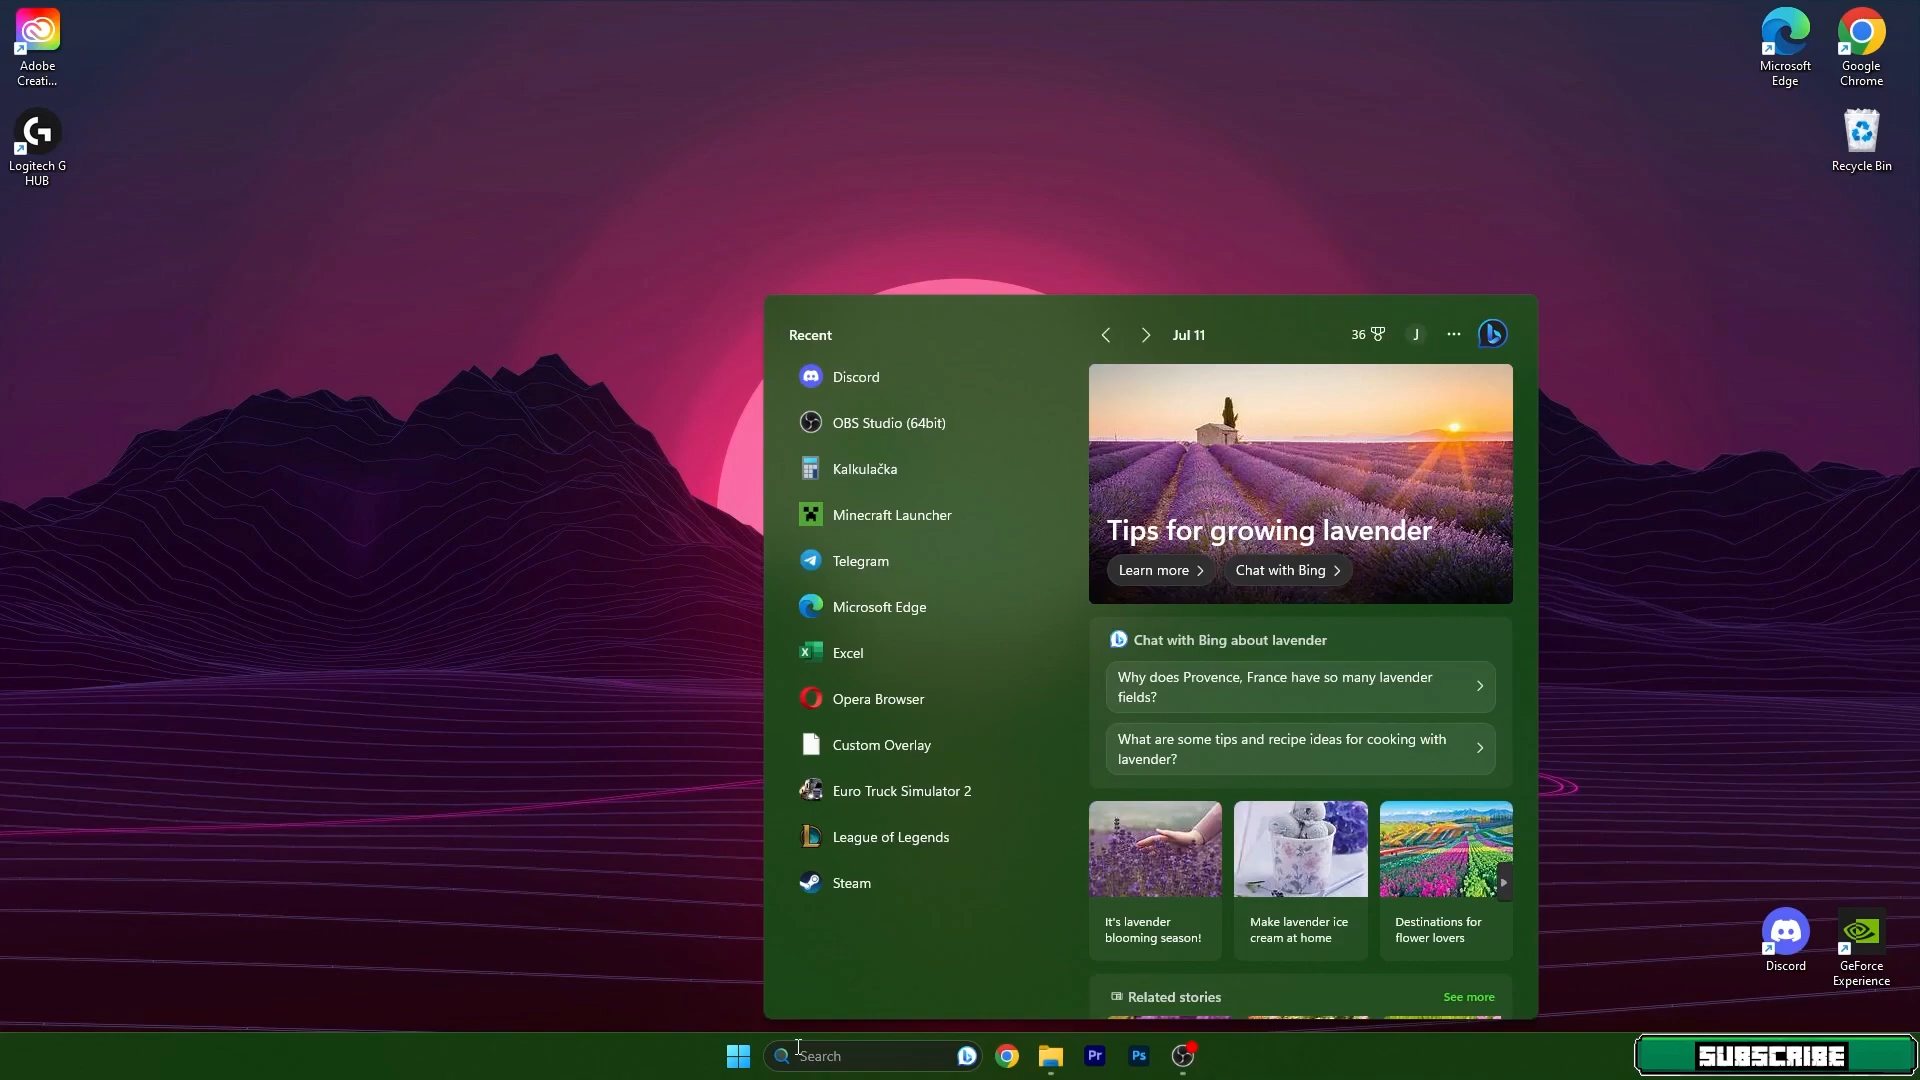 Adobe
Creati...
Logitech G
HUB
Microsoft
Edge
Google
Chrome
Recycle Bin
Recent
Discord
OBS Studio (64bit)
Kalkulačka
Minecraft Launcher
Telegram
Microsoft Edge
Excel
Opera Browser
Custom Overlay
Euro Truck Simulator 2
League of Legends
Steam
Jul 11
36
J
Tips for growing lavender
Learn more
Chat with Bing
Chat with Bing about lavender
Why does Provence, France have so many lavender
fields?
What are some tips and recipe ideas for cooking with
lavender?
It's lavender
blooming season!
Make lavender ice
cream at home
Destinations for
flower lovers
Related stories
See more
Discord
GeForce
Experience
Search
Pr
Ps
SUBSCRIBE